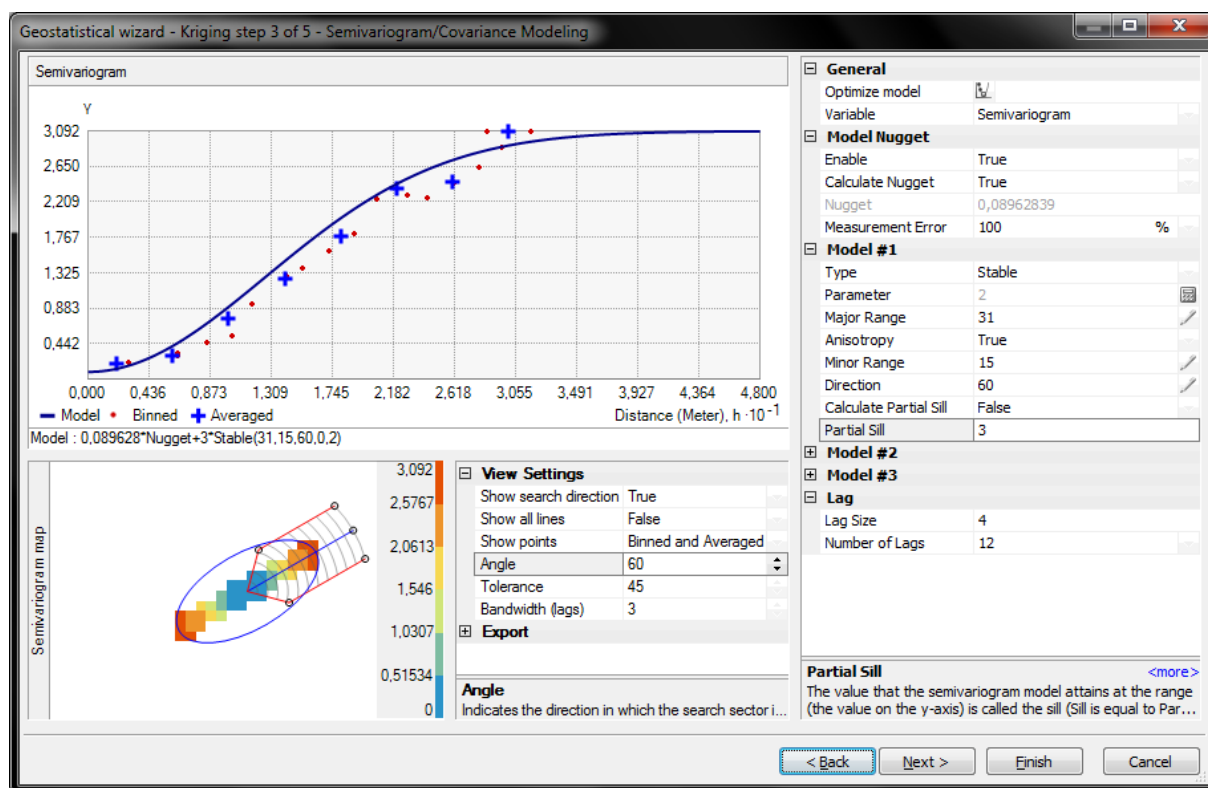 Geostatistical wizard - Kriging step 3 of 5 - Semivariogram/Covariance Modeling
Semivariogram
Y
3,092
2,650
2,209
1,767
1,325
0,883
0,442
0,000 0,436 0,873 1,309 1,745 2,182 2,618 3,055 3,491 3,927 4,364 4,800
Model Binned Averaged Distance (Meter), h ·10⁻¹
Model : 0,089628*Nugget+3*Stable(31,15,60,0,2)
Semivariogram map
3,092
2,5767
2,0613
1,546
1,0307
0,51534
0
View Settings
Show search direction True
Show all lines False
Show points Binned and Averaged
Angle 60
Tolerance 45
Bandwidth (lags) 3
Export
Angle
Indicates the direction in which the search sector i...
General
Optimize model
Variable Semivariogram
Model Nugget
Enable True
Calculate Nugget True
Nugget 0,08962839
Measurement Error 100 %
Model #1
Type Stable
Parameter 2
Major Range 31
Anisotropy True
Minor Range 15
Direction 60
Calculate Partial Sill False
Partial Sill 3
Model #2
Model #3
Lag
Lag Size 4
Number of Lags 12
Partial Sill <more>
The value that the semivariogram model attains at the range
(the value on the y-axis) is called the sill (Sill is equal to Par...
< Back Next > Finish Cancel